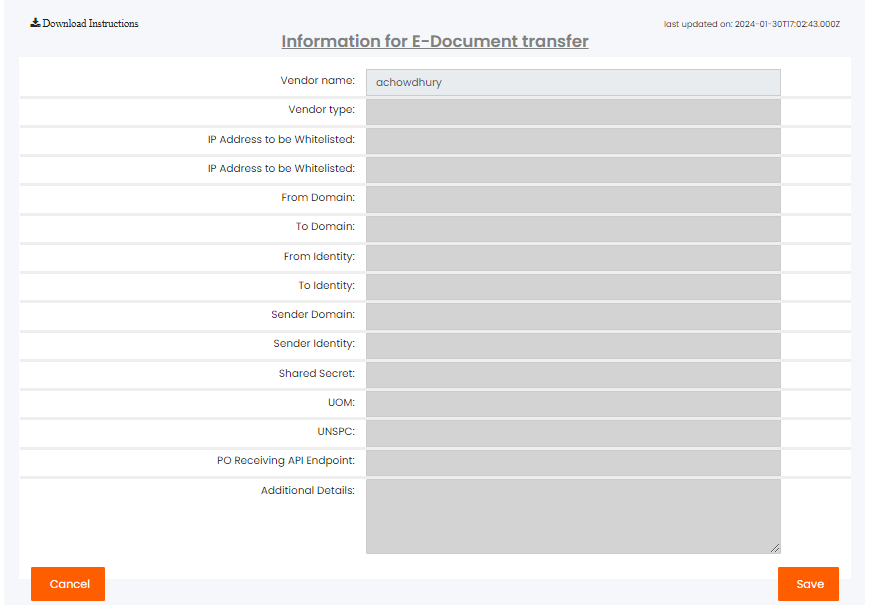 Download Instructions
last updated on: 2024-01-30T17:02:43.000Z
Information for E-Document transfer
Vendor name: achowdhury
Vendor type:
IP Address to be Whitelisted:
IP Address to be Whitelisted:
From Domain:
To Domain:
From Identity:
To Identity:
Sender Domain:
Sender Identity:
Shared Secret:
UOM:
UNSPC:
PO Receiving API Endpoint:
Additional Details:
Cancel
Save